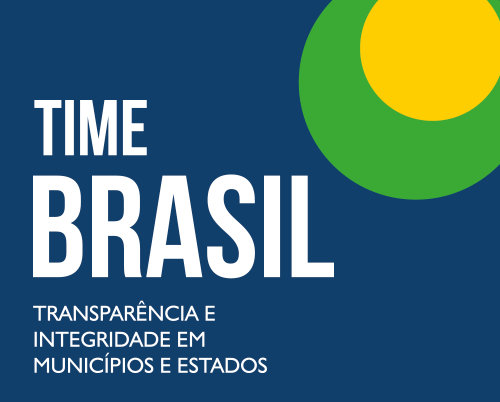 TIME
BRASIL
TRANSPARÊNCIA E
INTEGRIDADE EM
MUNICÍPIOS E ESTADOS